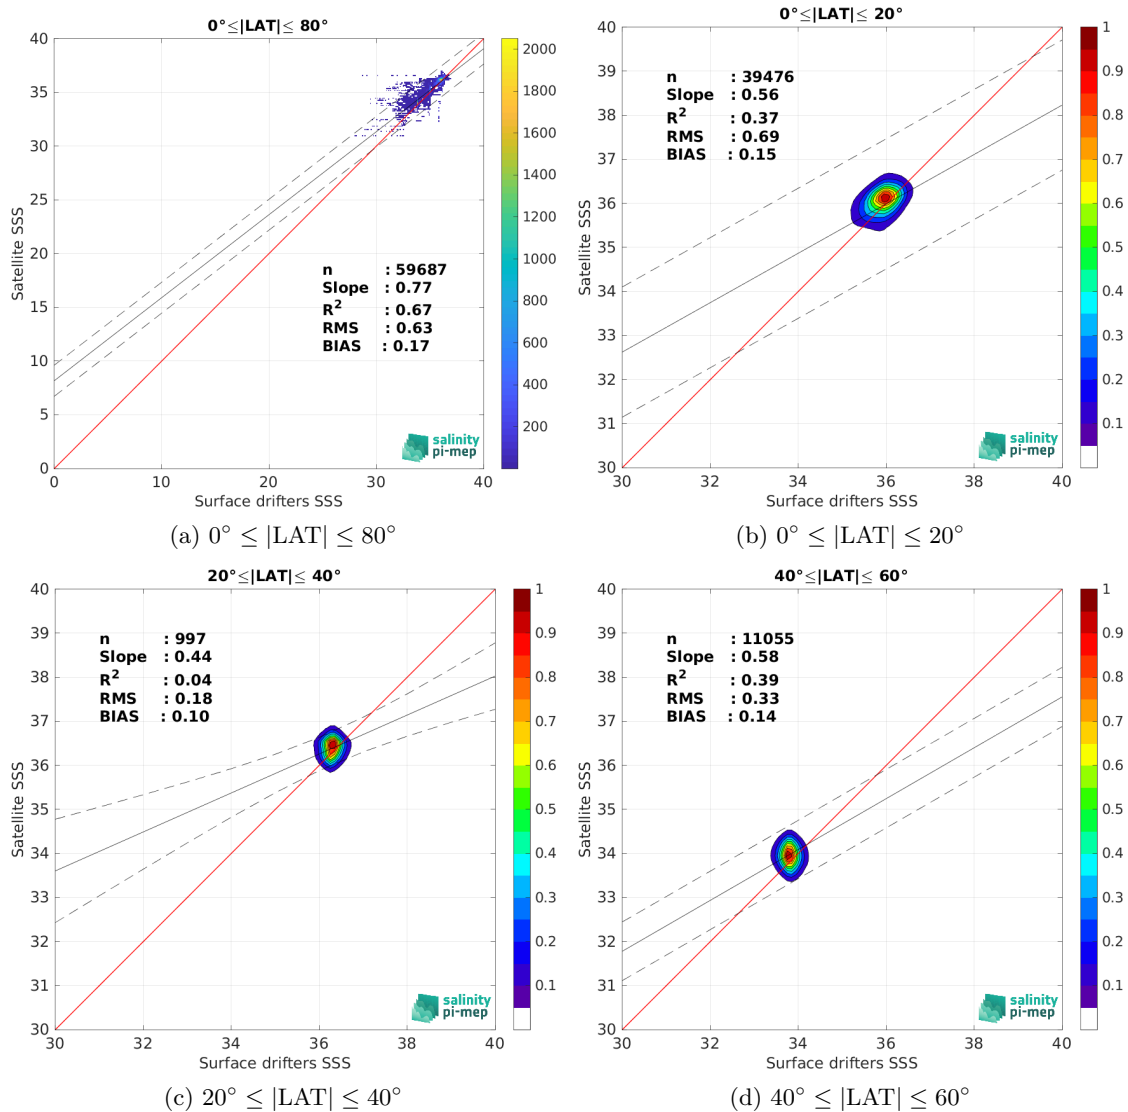 0°≤|LAT|≤ 80°
40
35
30
25
20
15
10
5
0
0
10
20
30
40
Satellite SSS
Surface drifters SSS
n : 59687
Slope : 0.77
R2 : 0.67
RMS : 0.63
BIAS : 0.17
2000
1800
1600
1400
1200
1000
800
600
400
200
salinity
pi-mep
(a) 0° ≤ |LAT| ≤ 80°
0°≤|LAT|≤ 20°
40
39
38
37
36
35
34
33
32
31
30
30
32
34
36
38
40
Satellite SSS
Surface drifters SSS
n : 39476
Slope : 0.56
R2 : 0.37
RMS : 0.69
BIAS : 0.15
1
0.9
0.8
0.7
0.6
0.5
0.4
0.3
0.2
0.1
salinity
pi-mep
(b) 0° ≤ |LAT| ≤ 20°
20°≤|LAT|≤ 40°
40
39
38
37
36
35
34
33
32
31
30
30
32
34
36
38
40
Satellite SSS
Surface drifters SSS
n : 997
Slope : 0.44
R2 : 0.04
RMS : 0.18
BIAS : 0.10
1
0.9
0.8
0.7
0.6
0.5
0.4
0.3
0.2
0.1
salinity
pi-mep
(c) 20° ≤ |LAT| ≤ 40°
40°≤|LAT|≤ 60°
40
39
38
37
36
35
34
33
32
31
30
30
32
34
36
38
40
Satellite SSS
Surface drifters SSS
n : 11055
Slope : 0.58
R2 : 0.39
RMS : 0.33
BIAS : 0.14
1
0.9
0.8
0.7
0.6
0.5
0.4
0.3
0.2
0.1
salinity
pi-mep
(d) 40° ≤ |LAT| ≤ 60°